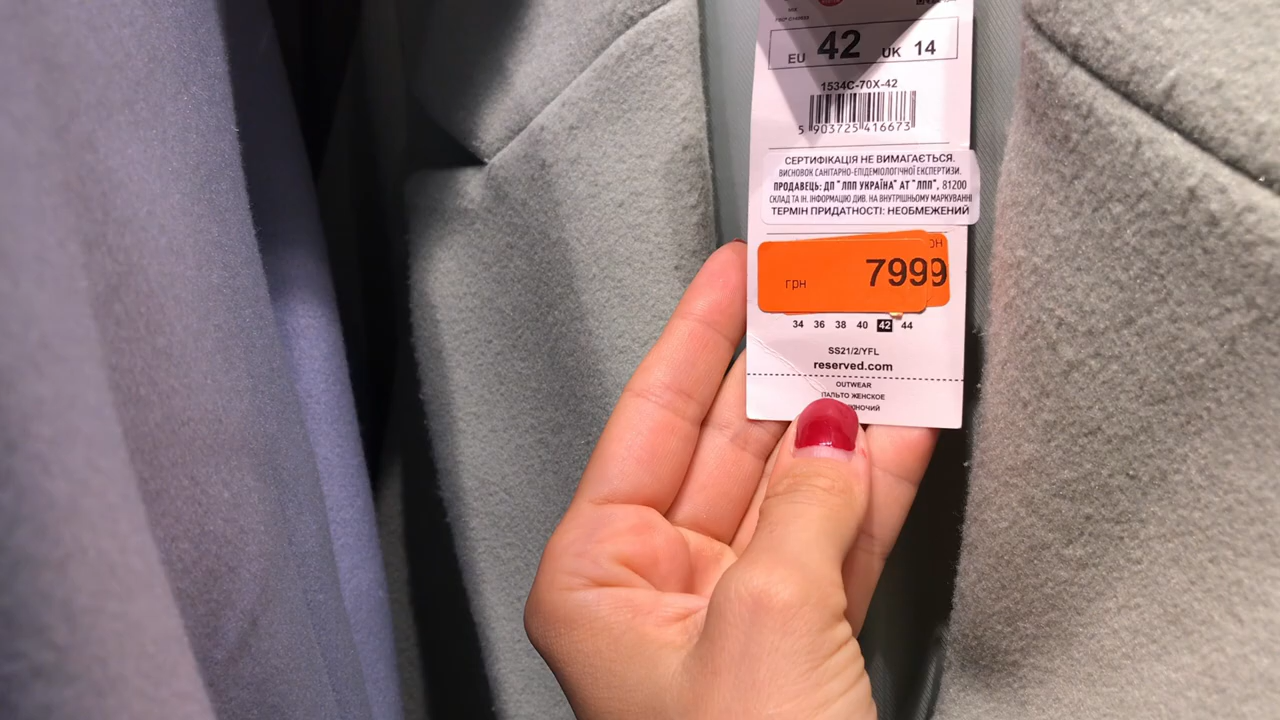 EU 42 UK 14
1534C-70X-42
5 903725 416673
СЕРТИФІКАЦІЯ НЕ ВИМАГАЄТЬСЯ.
ВИСНОВОК САНІТАРНО-ЕПІДЕМІОЛОГІЧНОЇ ЕКСПЕРТИЗИ.
ПРОДАВЕЦЬ: ДП "ЛПП УКРАЇНА" АТ "ЛПП", 81200
СКЛАД ТА ІН. ІНФОРМАЦІЮ ДИВ. НА ВНУТРІШНЬОМУ МАРКУВАННІ
ТЕРМІН ПРИДАТНОСТІ: НЕОБМЕЖЕНИЙ
грн 799
9
34 36 38 40 42 44
SS21/2/YFL
reserved.com
OUTWEAR
ПАЛЬТО ЖЕНСКОЕ